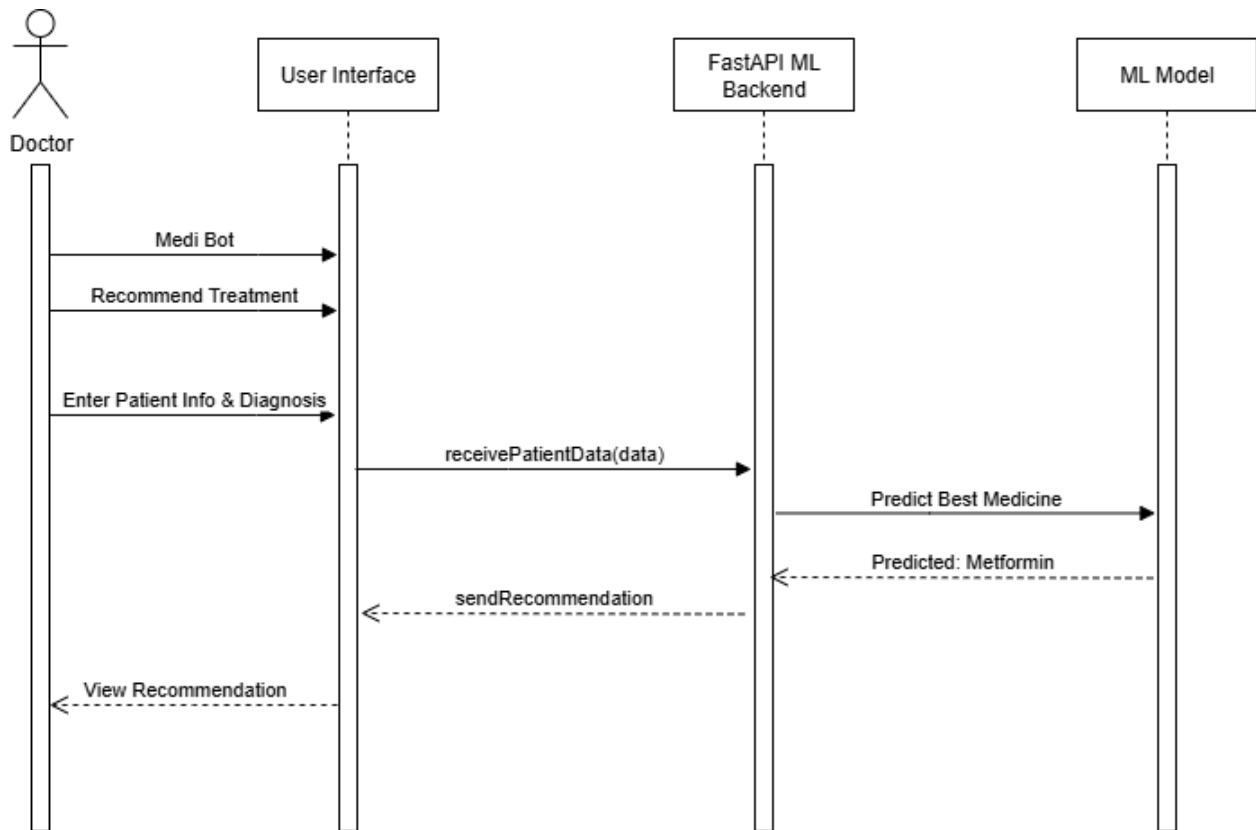 Doctor
User Interface
FastAPI ML
Backend
ML Model
Medi Bot
Recommend Treatment
Enter Patient Info & Diagnosis
receivePatientData(data)
Predict Best Medicine
Predicted: Metformin
sendRecommendation
View Recommendation